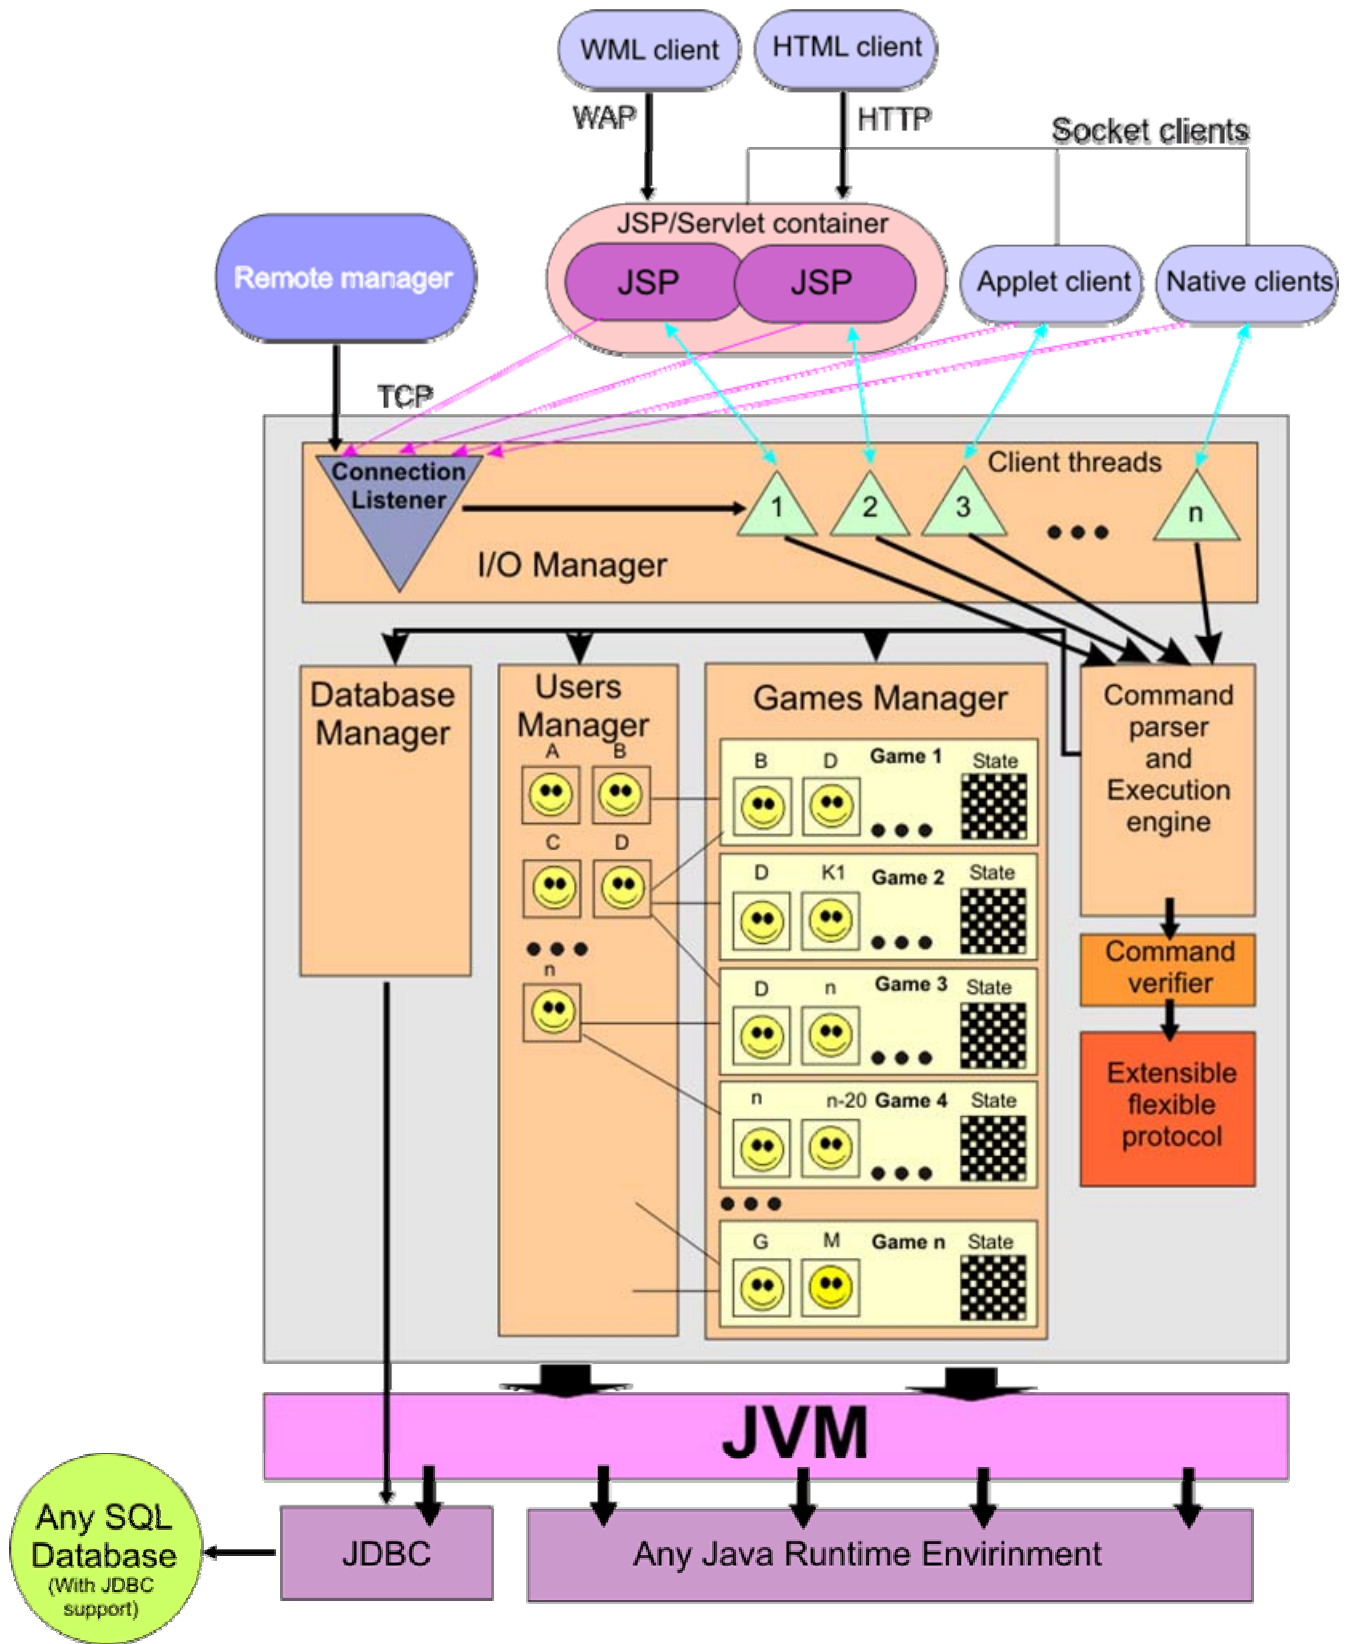 WML client
HTML client
WAP
HTTP
Socket clients
JSP/Servlet container
JSP
JSP
Remote manager
Applet client
Native clients
TCP
Connection
Listener
Client threads
1
2
3
n
I/O Manager
Database
Manager
Users
Manager
A
B
C
D
n
Games Manager
B
D
Game 1
State
D
K1
Game 2
State
D
n
Game 3
State
n
n-20
Game 4
State
G
M
Game n
State
Command
parser
and
Execution
engine
Command
verifier
Extensible
flexible
protocol
JVM
Any SQL
Database
(With JDBC
support)
JDBC
Any Java Runtime Envirinment